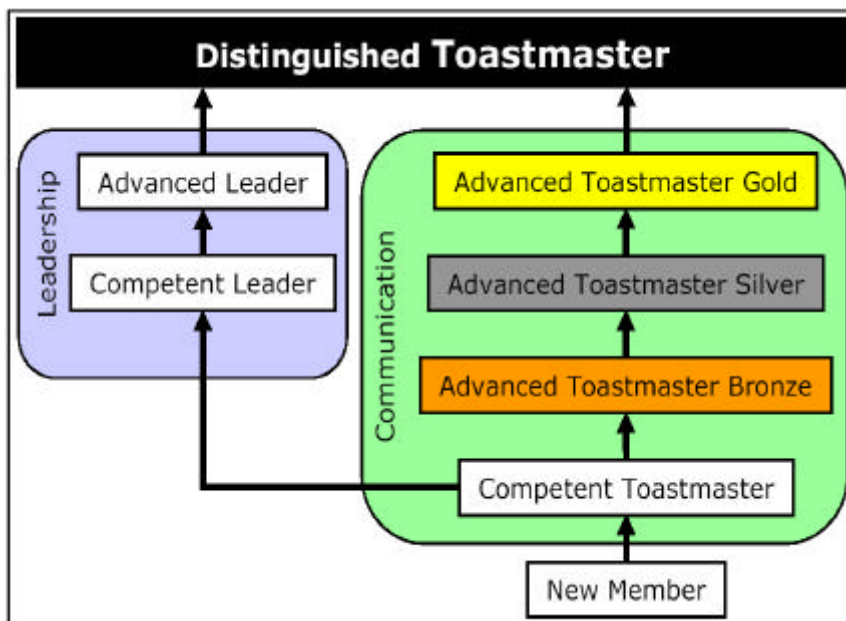 Distinguished Toastmaster
Leadership
Advanced Leader
Competent Leader
Communication
Advanced Toastmaster Gold
Advanced Toastmaster Silver
Advanced Toastmaster Bronze
Competent Toastmaster
New Member